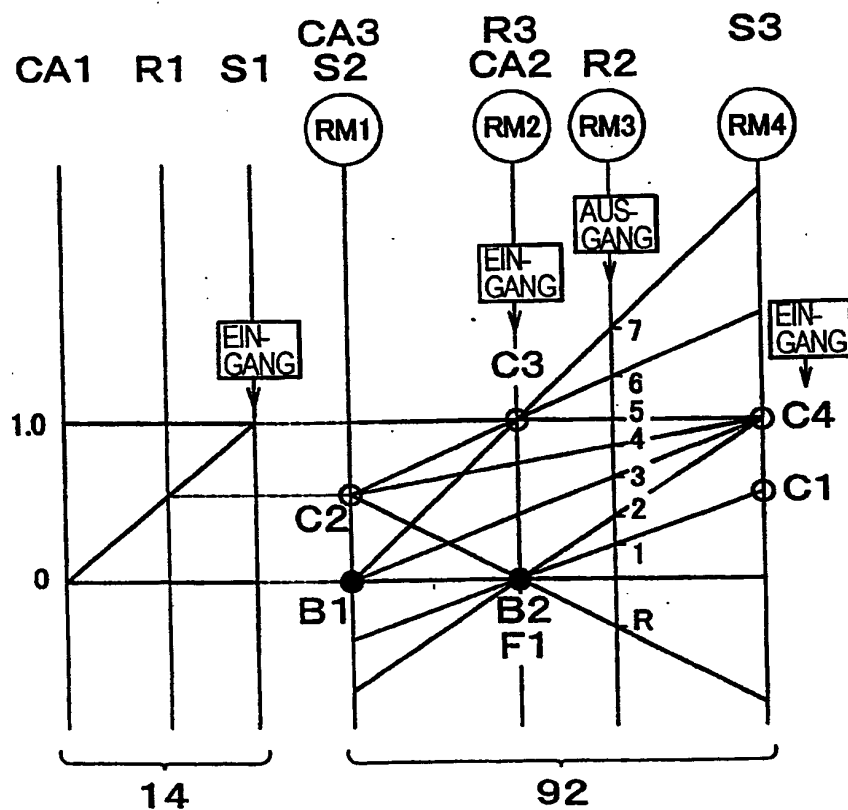 CA3 R3 S3
CA1 R1 S1 S2 CA2 R2
RM1 RM2 RM3 RM4
AUS-
GANG
EIN-
GANG
EIN-
GANG
EIN-
GANG
7
C3
6
1.0
5
C4
4
3
C2
C1
2
1
0
B1
B2
R
F1
14
92